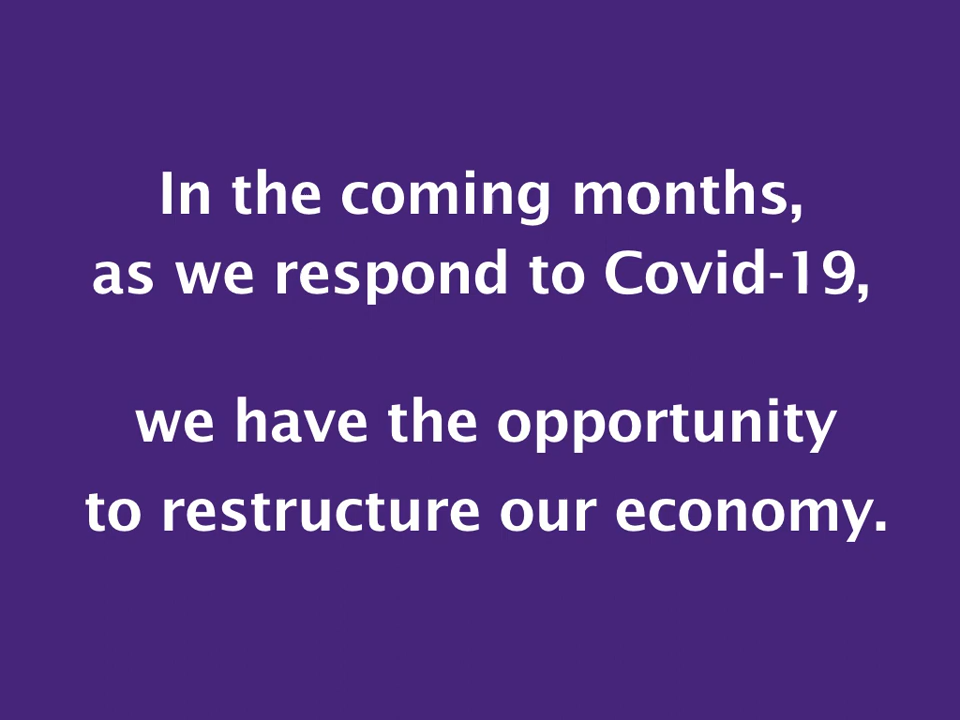 In the coming months,
as we respond to Covid-19,
we have the opportunity
to restructure our economy.